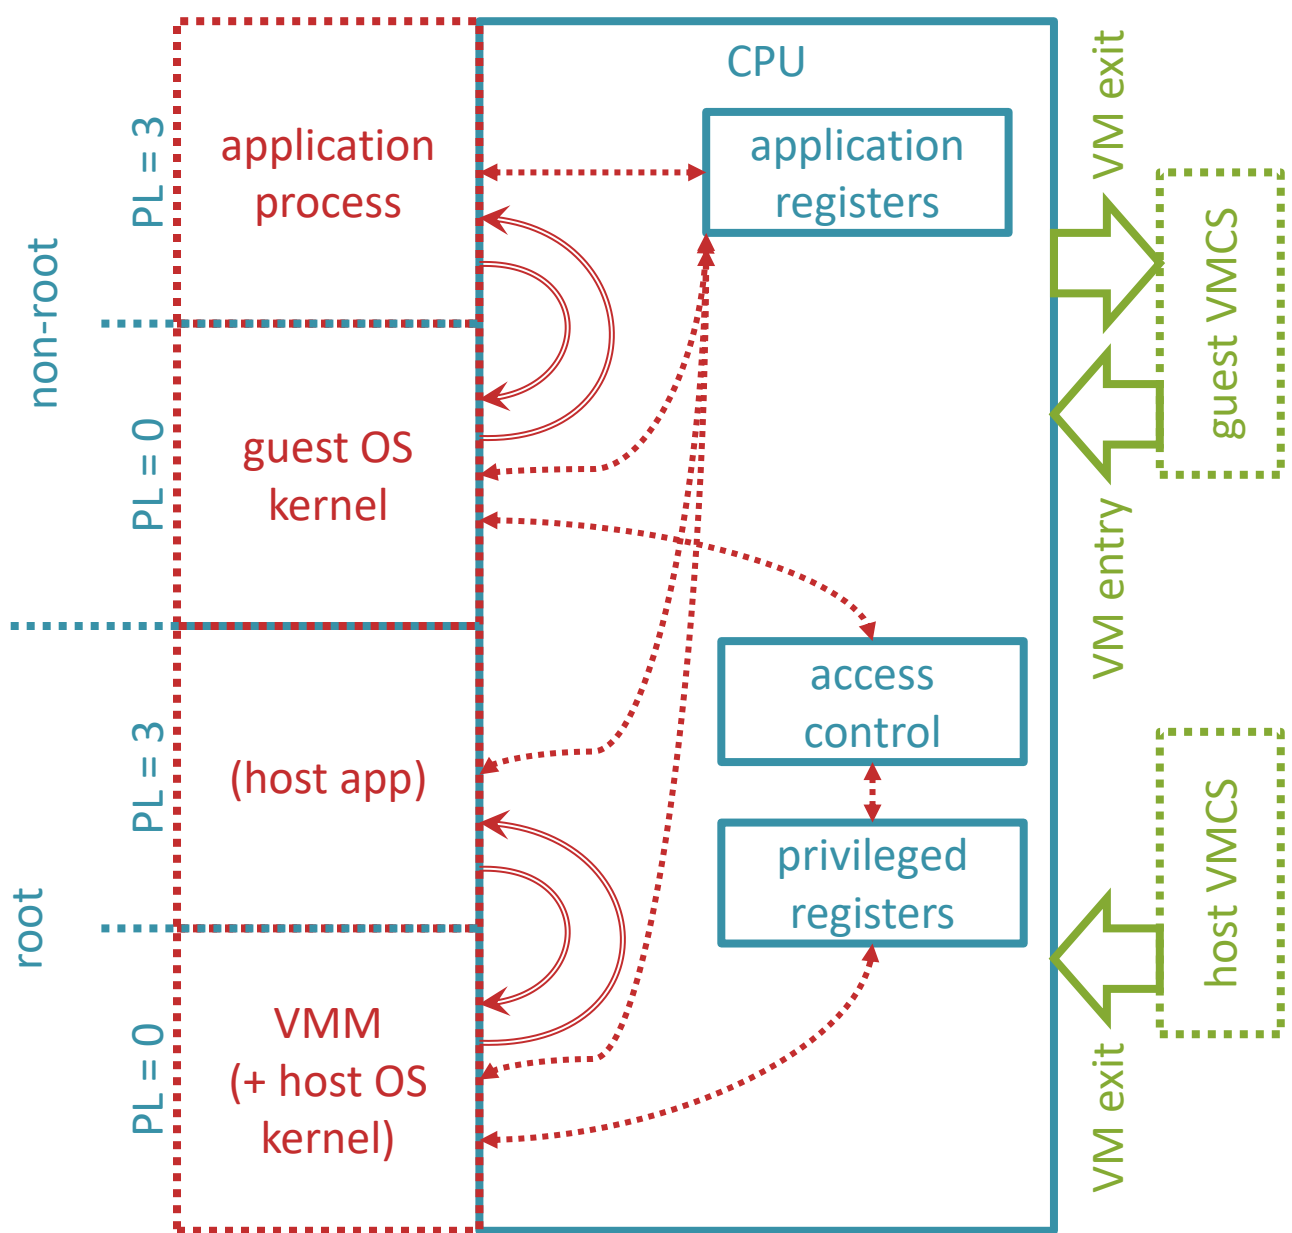 CPU
non-root
PL = 3
application
process
application
registers
PL = 0
guest OS
kernel
access
control
root
PL = 3
(host app)
privileged
registers
PL = 0
VMM
(+ host OS
kernel)
VM exit
guest VMCS
VM entry
host VMCS
VM exit